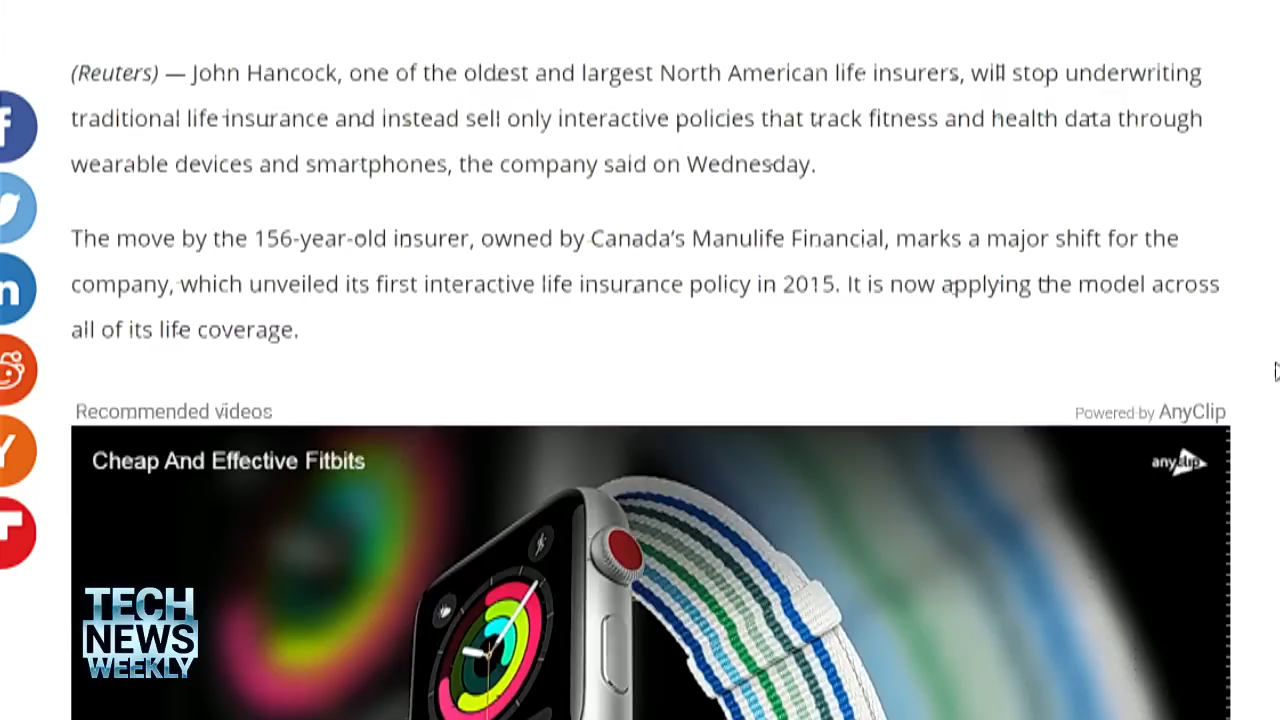 (Reuters) — John Hancock, one of the oldest and largest North American life insurers, will stop underwriting
traditional life insurance and instead sell only interactive policies that track fitness and health data through
wearable devices and smartphones, the company said on Wednesday.
The move by the 156-year-old insurer, owned by Canada's Manulife Financial, marks a major shift for the
company, which unveiled its first interactive life insurance policy in 2015. It is now applying the model across
all of its life coverage.
Recommended videos
Powered by AnyClip
Cheap And Effective Fitbits
anyclip
TECH
NEWS
WEEKLY